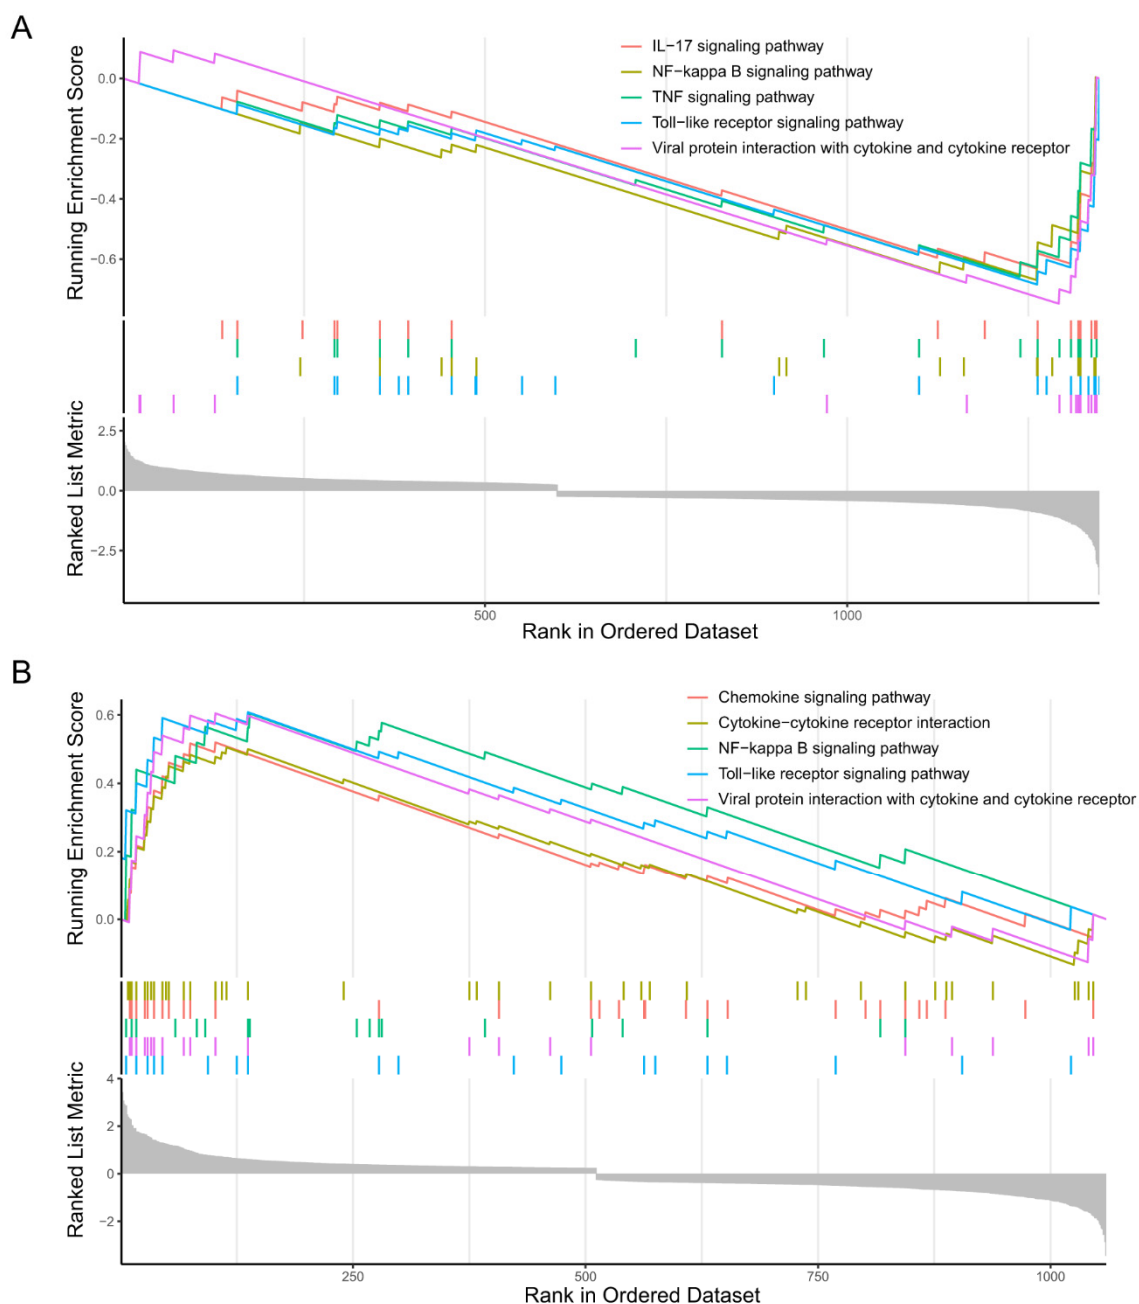 A
Running Enrichment Score
0.0
−0.2
−0.4
−0.6
IL−17 signaling pathway
NF−kappa B signaling pathway
TNF signaling pathway
Toll−like receptor signaling pathway
Viral protein interaction with cytokine and cytokine receptor
Ranked List Metric
2.5
0.0
−2.5
500
1000
Rank in Ordered Dataset
B
Running Enrichment Score
0.6
0.4
0.2
0.0
Chemokine signaling pathway
Cytokine−cytokine receptor interaction
NF−kappa B signaling pathway
Toll−like receptor signaling pathway
Viral protein interaction with cytokine and cytokine receptor
Ranked List Metric
4
2
0
−2
250
500
750
1000
Rank in Ordered Dataset